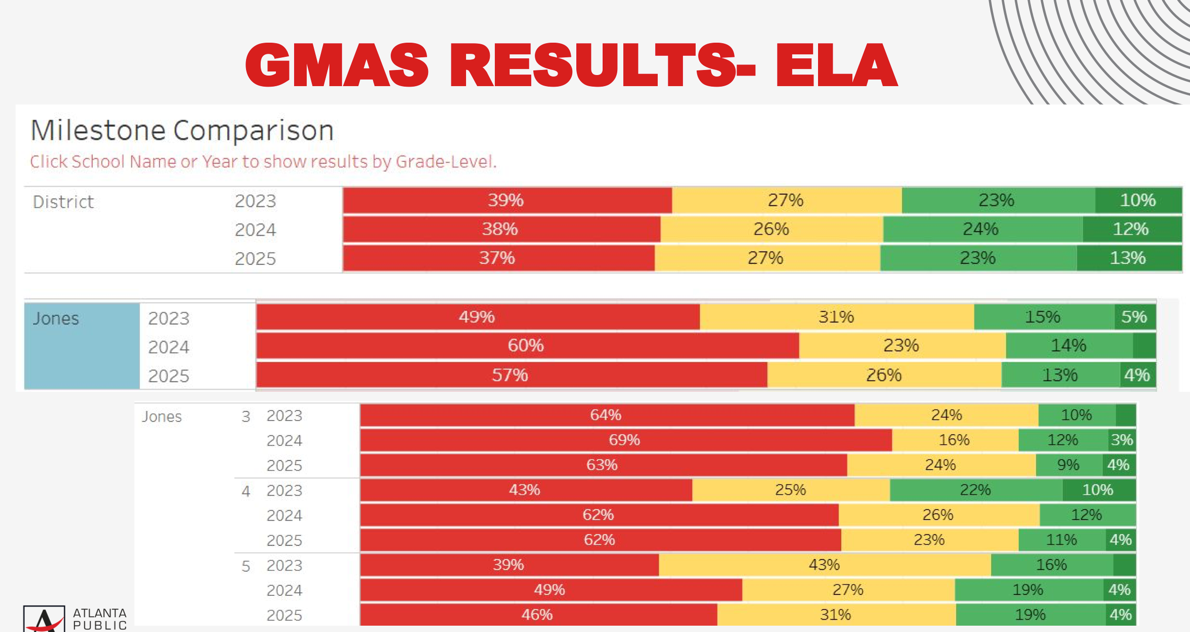 GMAS RESULTS- ELA
Milestone Comparison
Click School Name or Year to show results by Grade-Level.
District 2023 39% 27% 23% 10%
2024 38% 26% 24% 12%
2025 37% 27% 23% 13%
Jones 2023 49% 31% 15% 5%
2024 60% 23% 14%
2025 57% 26% 13% 4%
Jones 3 2023 64% 24% 10%
2024 69% 16% 12% 3%
2025 63% 24% 9% 4%
4 2023 43% 25% 22% 10%
2024 62% 26% 12%
2025 62% 23% 11% 4%
5 2023 39% 43% 16%
2024 49% 27% 19% 4%
2025 46% 31% 19% 4%
ATLANTA
PUBLIC